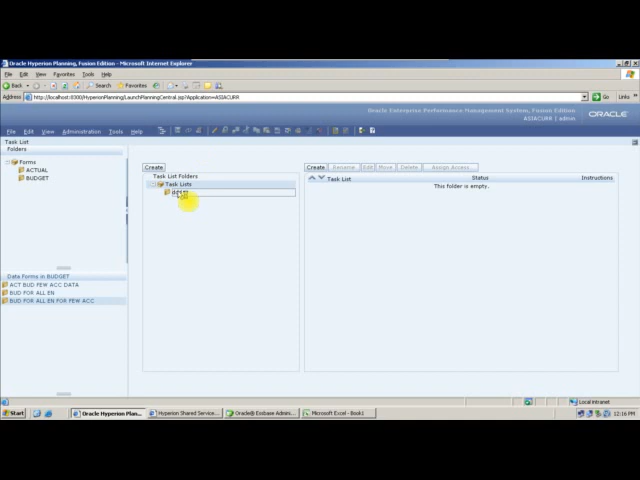 Oracle Hyperion Planning, Fusion Edition - Microsoft Internet Explorer
File Edit View Favorites Tools Help
Back Search Favorites
Address http://localhost:8300/HyperionPlanning/LaunchPlanningCentral.jsp?Application=ASIACURR Go Links »
Oracle Enterprise Performance Management System, Fusion Edition
ORACLE
ASIACURR | admin
File Edit View Administration Tools Help
Task List
Folders
Forms
ACTUAL
BUDGET
Create
Task List Folders
Task Lists
Create Rename Edit Move Delete Assign Access
Task List Status Instructions
This folder is empty.
Data Forms in BUDGET
ACT BUD FEW ACC DATA
BUD FOR ALL EN
BUD FOR ALL EN FOR FEW ACC
Local intranet
Start Oracle Hyperion Planning... Hyperion Shared Service... Oracle® Essbase Admini... Microsoft Excel - Book1 12:16 PM